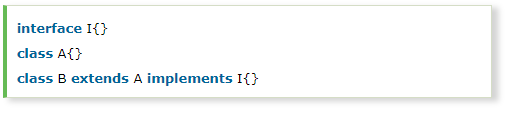 interface I{}
class A{}
class B extends A implements I{}